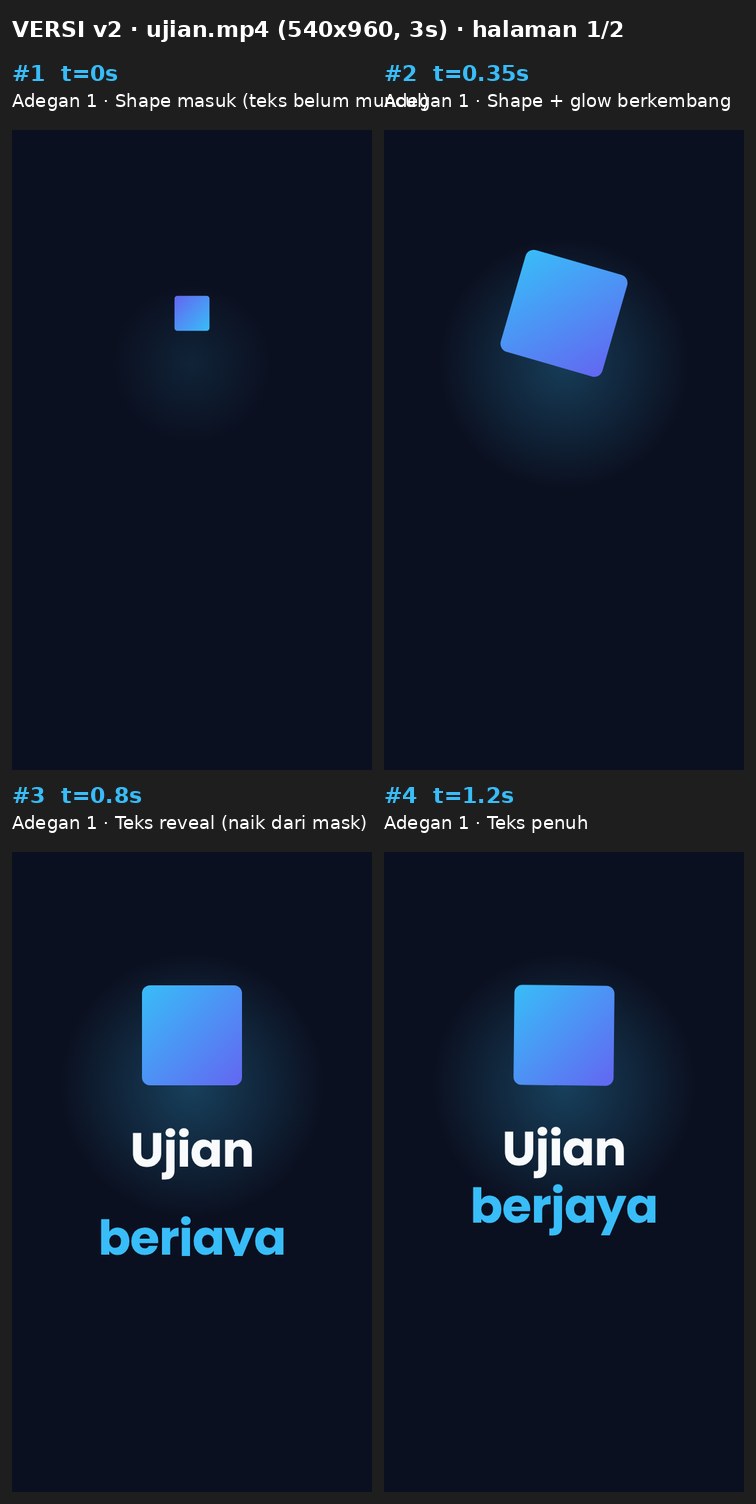 VERSI v2 · ujian.mp4 (540x960, 3s) · halaman 1/2
#1 t=0s
Adegan 1 · Shape masuk (teks belum muncul)
#2 t=0.35s
Adegan 1 · Shape + glow berkembang
#3 t=0.8s
Adegan 1 · Teks reveal (naik dari mask)
Ujian
berjaya
#4 t=1.2s
Adegan 1 · Teks penuh
Ujian
berjaya